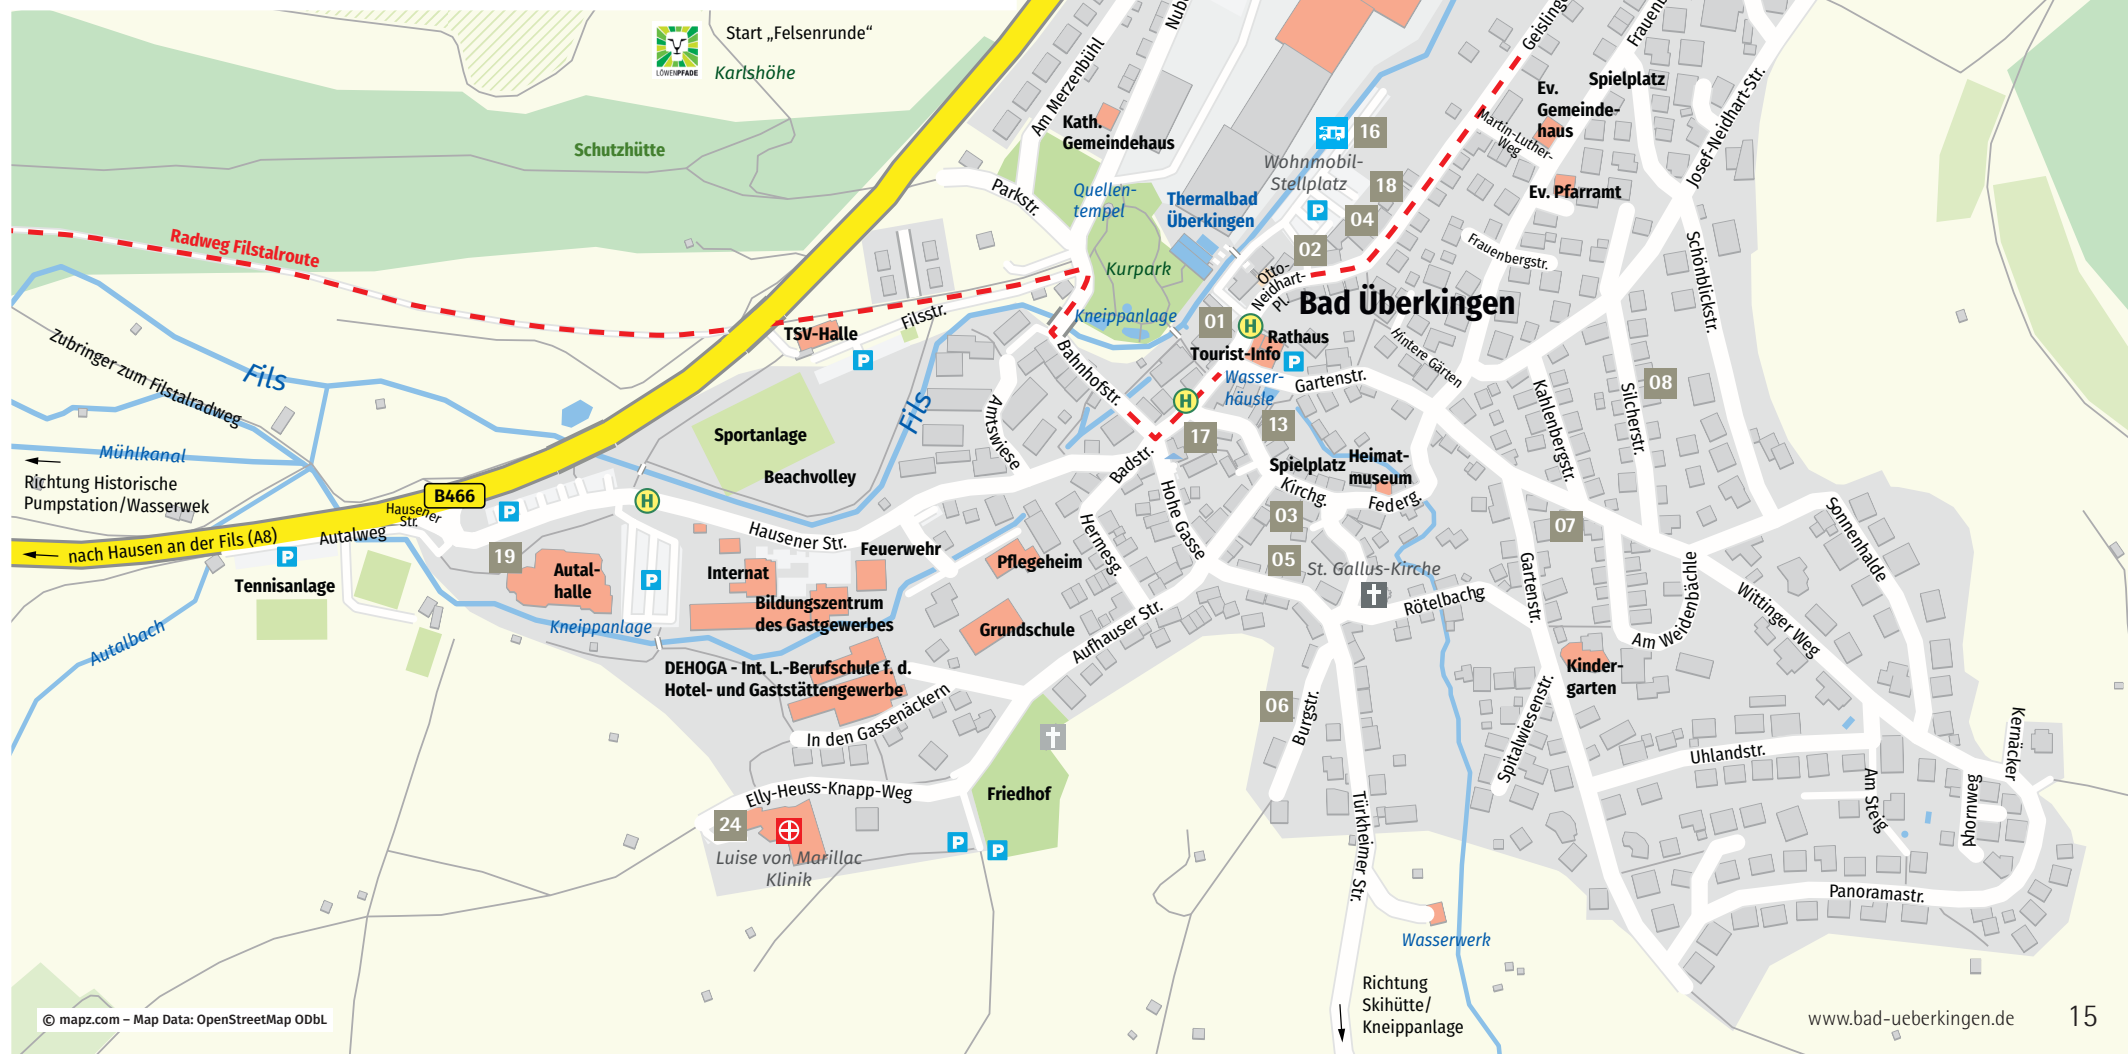 Start „Felsenrunde“
LÖWENPFADE
Karlshöhe
Schutzhütte
Radweg Filstalroute
Zubringer zum Filstalradweg
Fils
Mühlkanal
Richtung Historische
Pumpstation/Wasserwek
nach Hausen an der Fils (A8)
B466
Hausener
Str.
Autalweg
P
Tennisanlage
Autalbach
P
H
19
Autal-
halle
P
Kneippanlage
Am Merzenbühl
Kath.
Gemeindehaus
Parkstr.
Quellen-
tempel
Thermalbad
Überkingen
Kurpark
Kneippanlage
16
Wohnmobil-
Stellplatz
18
P
04
02
Otto-
Neidhart-
Pl.
Bad Überkingen
01
H
Rathaus
Tourist-Info
P
Wasser-
häusle
H
17
13
TSV-Halle
Filsstr.
P
Fils
Sportanlage
Beachvolley
Amtswiese
Bahnhofstr.
Badstr.
Hausener Str.
Feuerwehr
Internat
Bildungszentrum
des Gastgewerbes
Pflegeheim
Grundschule
DEHOGA - Int. L.-Berufschule f. d.
Hotel- und Gaststättengewerbe
In den Gassenäckern
Elly-Heuss-Knapp-Weg
24
Luise von Marillac
Klinik
Friedhof
P
P
Hermesg.
Hohe Gasse
Aufhauser Str.
Spielplatz
Heimat-
museum
Kirchg.
Federg.
03
05
St. Gallus-Kirche
Rötelbachg
06
Burgstr.
Türkheimer Str.
Wasserwerk
Richtung
Skihütte/
Kneippanlage
Ev.
Gemeinde-
haus
Spielplatz
Martin-Luther-
Weg
Ev. Pfarramt
Josef-Neidhart-Str.
Frauenbergstr.
Schönblickstr.
Hintere Gärten
Gartenstr.
Kahlenbergstr.
Silcherstr.
08
07
Gartenstr.
Am Weidenbächle
Sonnenhalde
Wittinger Weg
Kinder-
garten
Spitalwiesenstr.
Uhlandstr.
Am Steig
Ahornweg
Kernäcker
Panoramastr.
© mapz.com – Map Data: OpenStreetMap ODbL
www.bad-ueberkingen.de
15